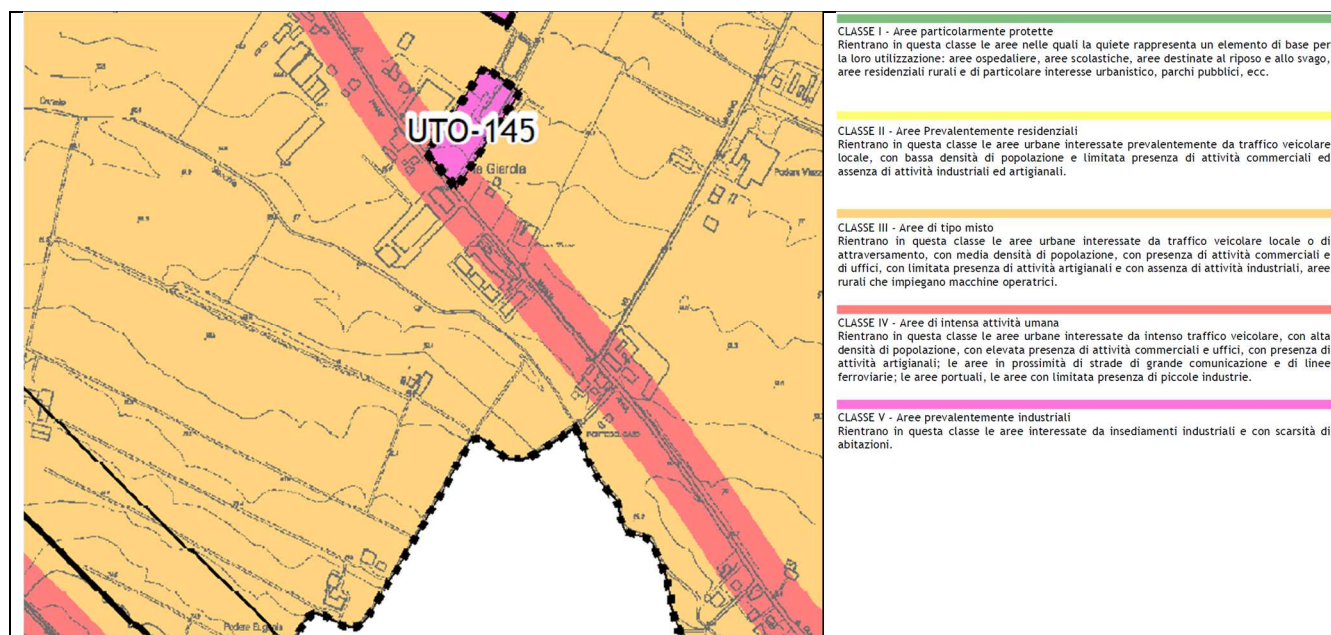 UTO-145
la Giarola
Podere Eugenia
CLASSE I - Aree particolarmente protette
Rientrano in questa classe le aree nelle quali la quiete rappresenta un elemento di base per
la loro utilizzazione: aree ospedaliere, aree scolastiche, aree destinate al riposo e allo svago,
aree residenziali rurali e di particolare interesse urbanistico, parchi pubblici, ecc.
CLASSE II - Aree Prevalentemente residenziali
Rientrano in questa classe le aree urbane interessate prevalentemente da traffico veicolare
locale, con bassa densità di popolazione e limitata presenza di attività commerciali ed
assenza di attività industriali ed artigianali.
CLASSE III - Aree di tipo misto
Rientrano in questa classe le aree urbane interessate da traffico veicolare locale o di
attraversamento, con media densità di popolazione, con presenza di attività commerciali e
di uffici, con limitata presenza di attività artigianali e con assenza di attività industriali, aree
rurali che impiegano macchine operatrici.
CLASSE IV - Aree di intensa attività umana
Rientrano in questa classe le aree urbane interessate da intenso traffico veicolare, con alta
densità di popolazione, con elevata presenza di attività commerciali e uffici, con presenza di
attività artigianali; le aree in prossimità di strade di grande comunicazione e di linee
ferroviarie; le aree portuali, le aree con limitata presenza di piccole industrie.
CLASSE V - Aree prevalentemente industriali
Rientrano in questa classe le aree interessate da insediamenti industriali e con scarsità di
abitazioni.